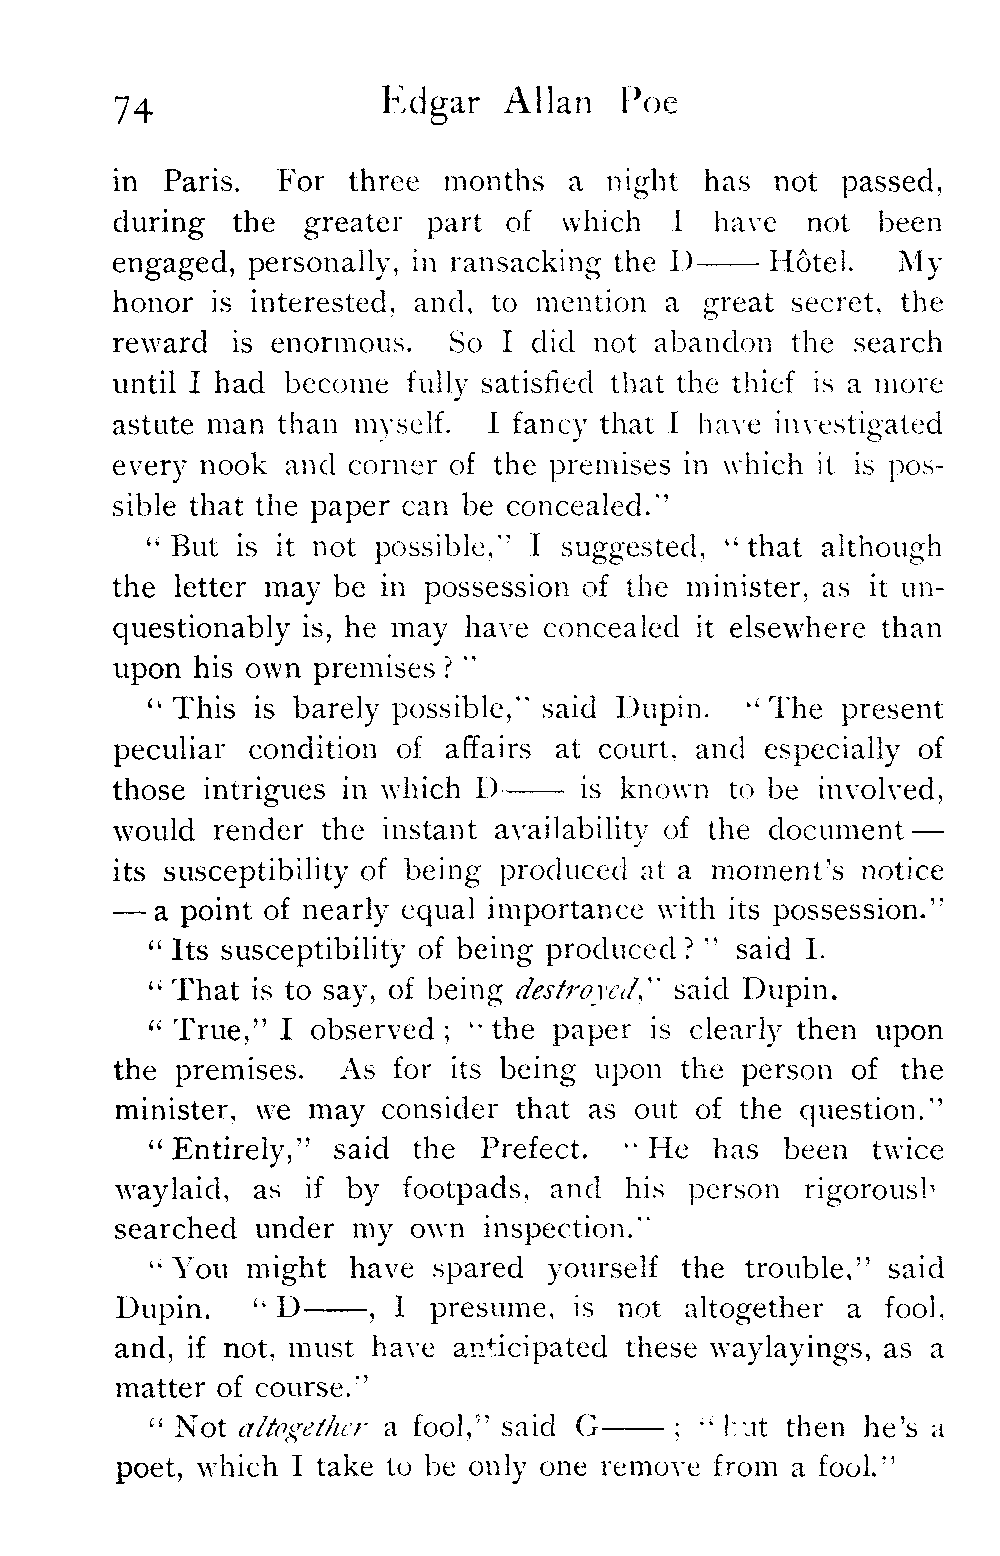 74 Edgar Allan Poe
in Paris. For three months a night has not passed,
during the greater part of which I have not been
engaged, personally, in ransacking the D—— Hôtel. My
honor is interested, and, to mention a great secret, the
reward is enormous. So I did not abandon the search
until I had become fully satisfied that the thief is a more
astute man than myself. I fancy that I have investigated
every nook and corner of the premises in which it is pos-
sible that the paper can be concealed."
"But is it not possible," I suggested, "that although
the letter may be in possession of the minister, as it un-
questionably is, he may have concealed it elsewhere than
upon his own premises?"
"This is barely possible," said Dupin. "The present
peculiar condition of affairs at court, and especially of
those intrigues in which D—— is known to be involved,
would render the instant availability of the document —
its susceptibility of being produced at a moment's notice
— a point of nearly equal importance with its possession."
"Its susceptibility of being produced?" said I.
"That is to say, of being destroyed," said Dupin.
"True," I observed; "the paper is clearly then upon
the premises. As for its being upon the person of the
minister, we may consider that as out of the question."
"Entirely," said the Prefect. "He has been twice
waylaid, as if by footpads, and his person rigorously
searched under my own inspection."
"You might have spared yourself the trouble," said
Dupin. "D——, I presume, is not altogether a fool,
and, if not, must have anticipated these waylayings, as a
matter of course."
"Not altogether a fool," said G——; "but then he's a
poet, which I take to be only one remove from a fool."